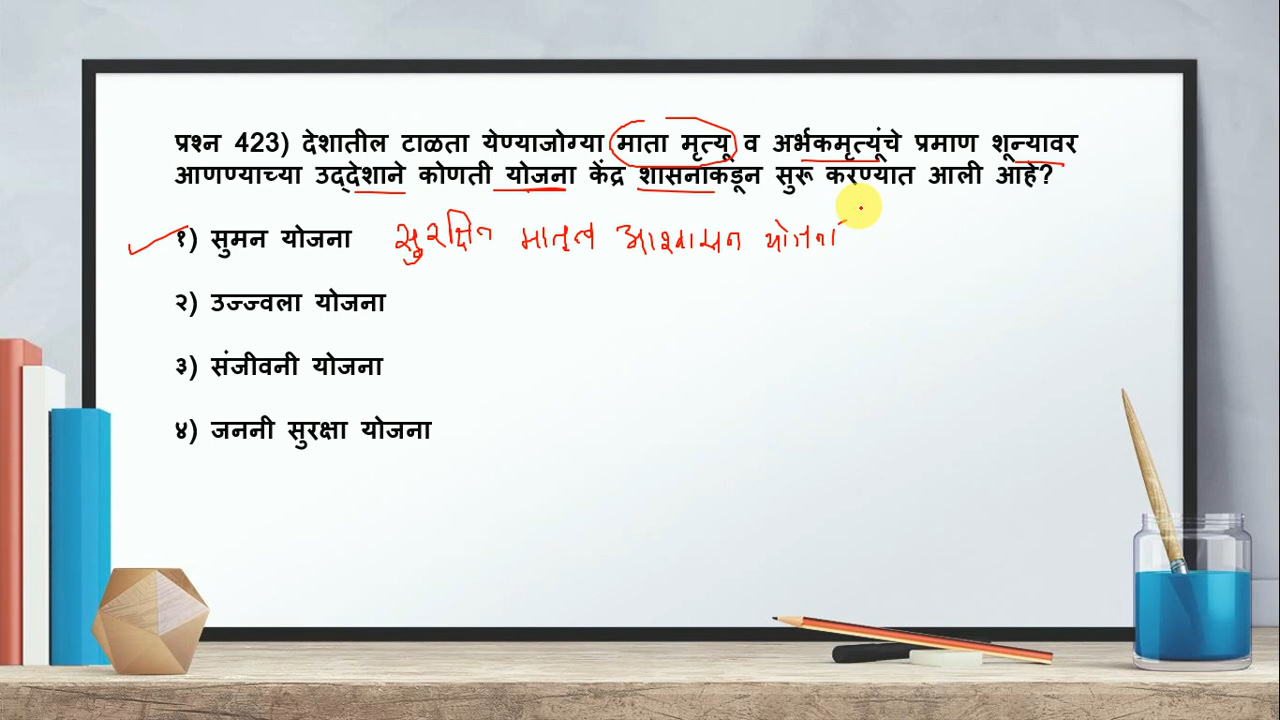 प्रश्न 423) देशातील टाळता येण्याजोग्या माता मृत्यू व अर्भकमृत्यूंचे प्रमाण शून्यावर
आणण्याच्या उद्देशाने कोणती योजना केंद्र शासनाकडून सुरू करण्यात आली आहे?
१) सुमन योजना सुरक्षित मातृत्व आश्वासन योजना
२) उज्ज्वला योजना
३) संजीवनी योजना
४) जननी सुरक्षा योजना